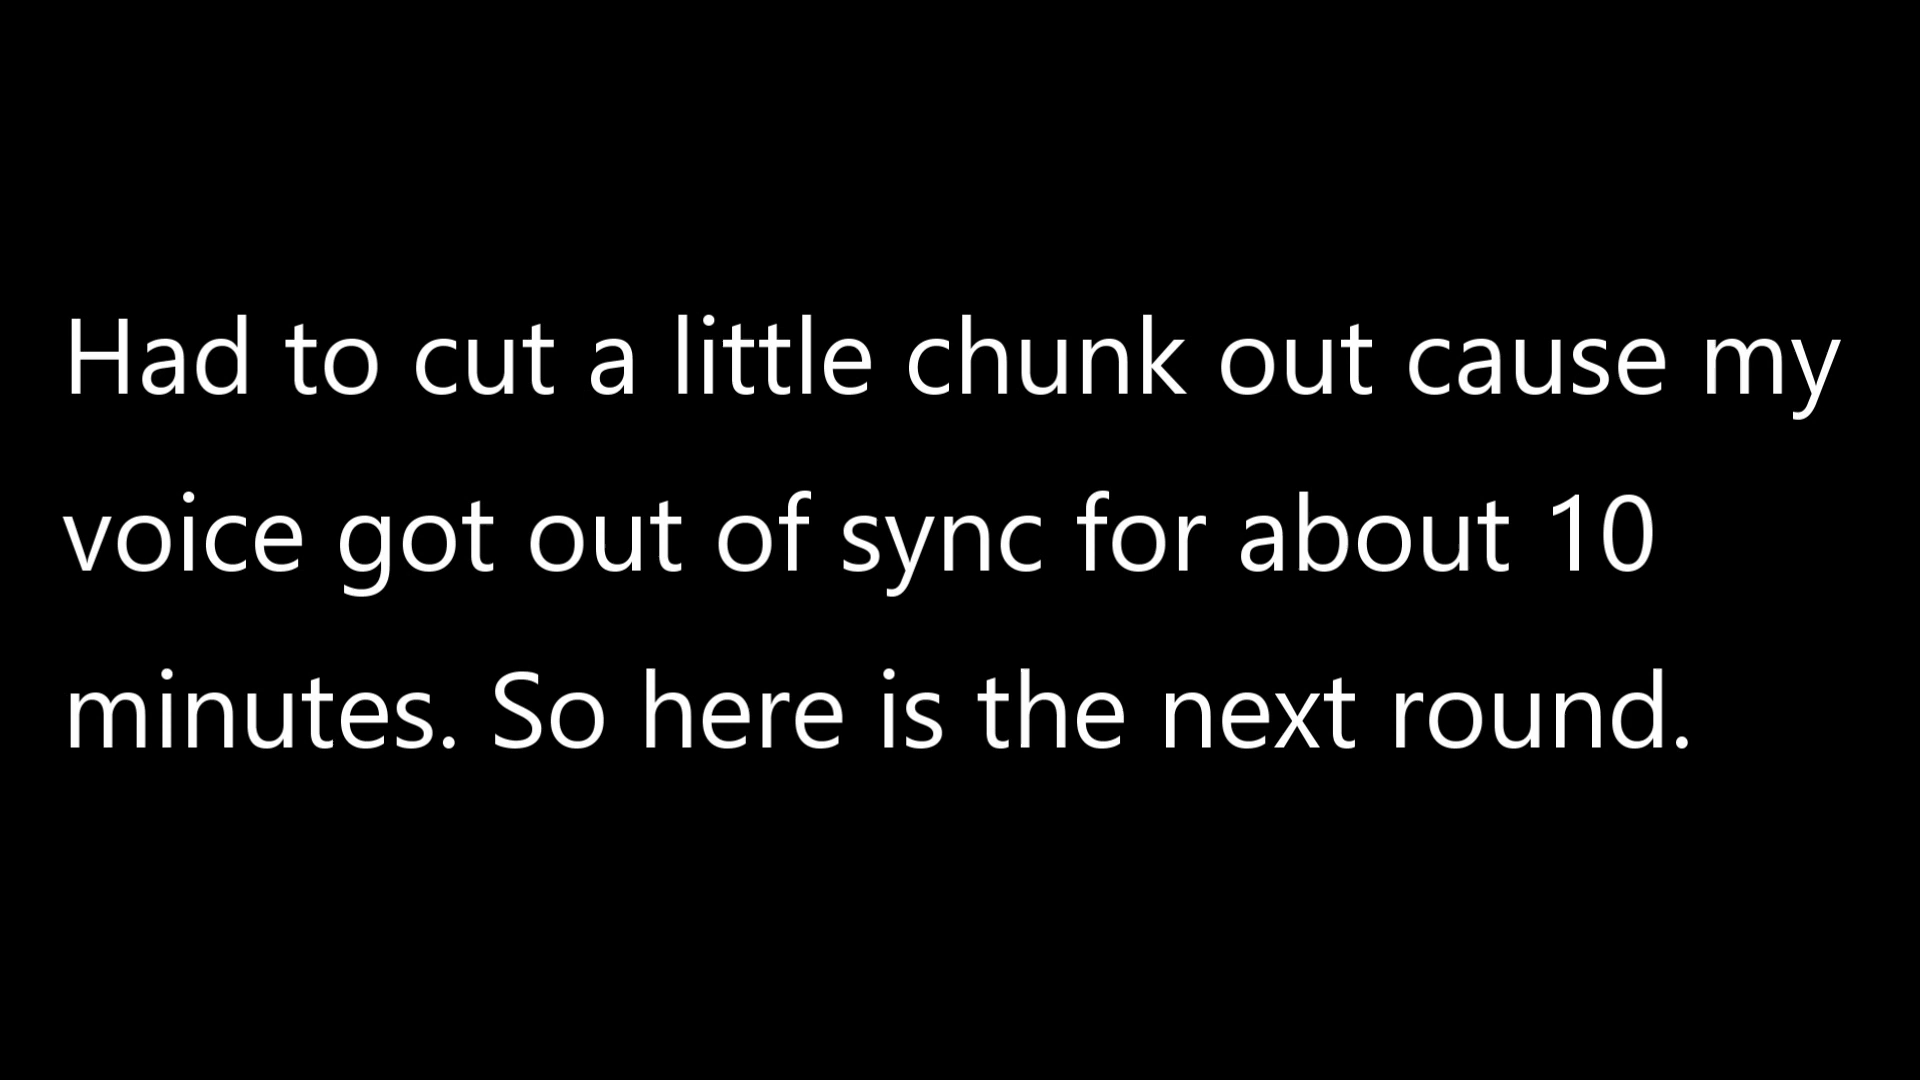 Had to cut a little chunk out cause my
voice got out of sync for about 10
minutes. So here is the next round.